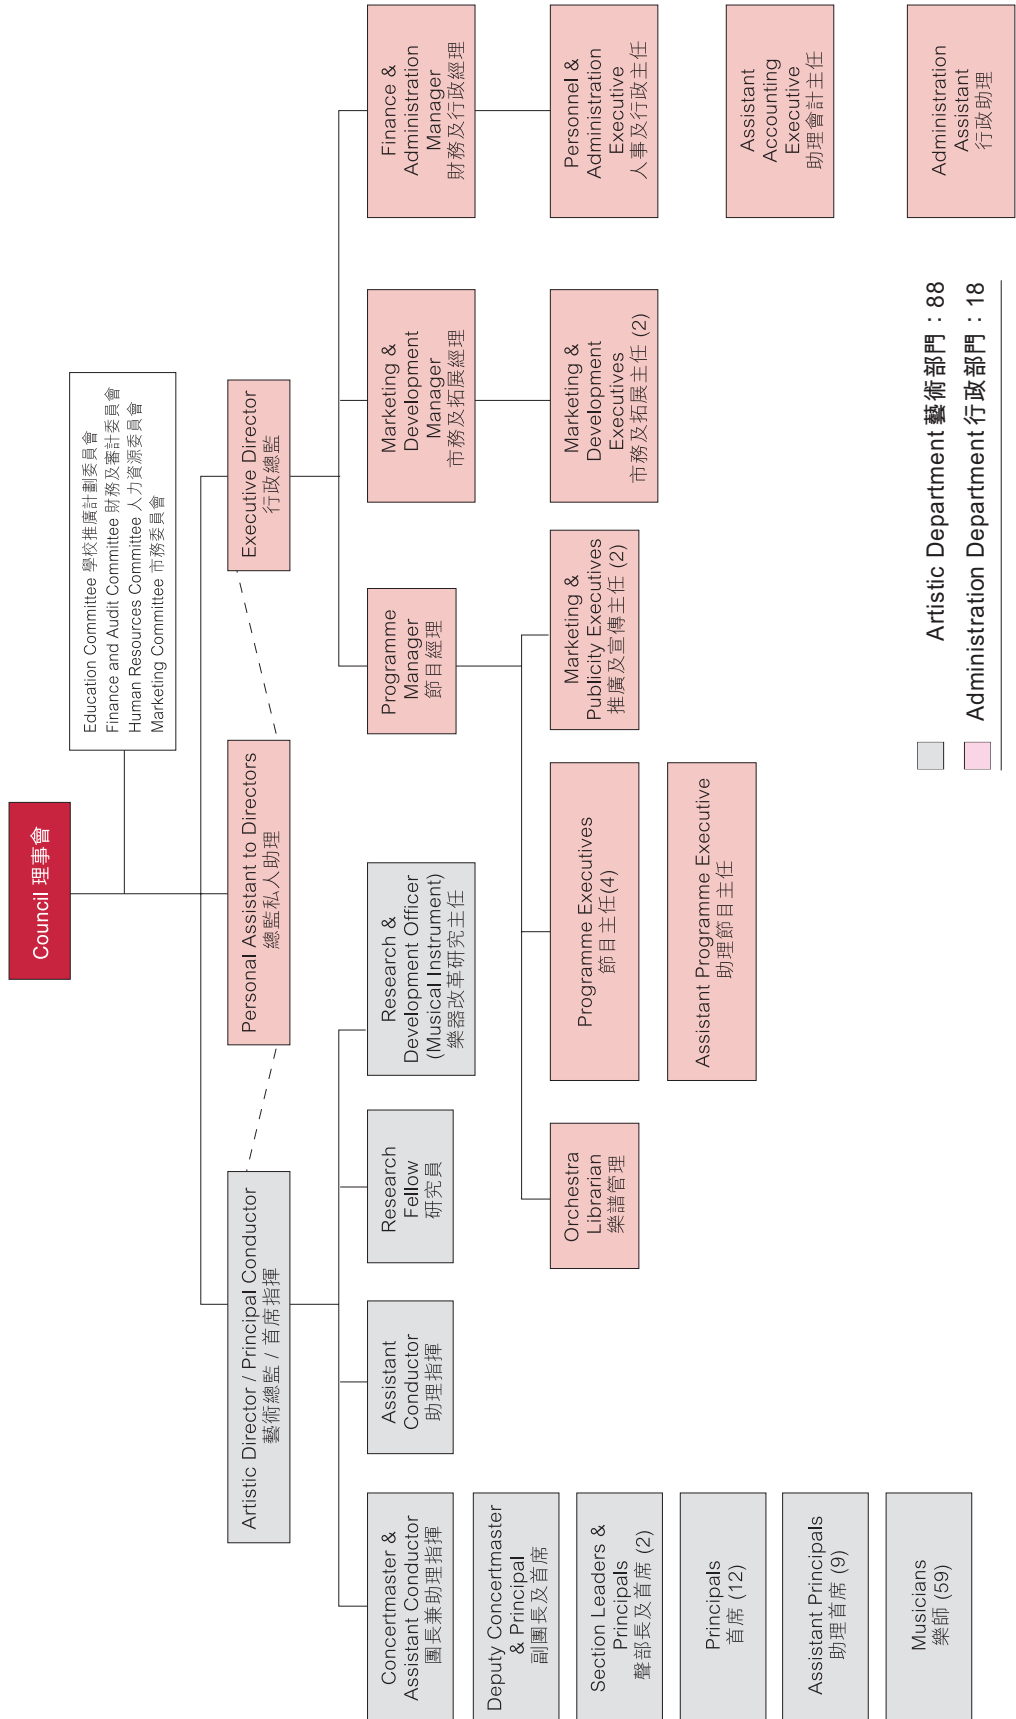 Council 理事會
Education Committee 學校推廣計劃委員會
Finance and Audit Committee 財務及審計委員會
Human Resources Committee 人力資源委員會
Marketing Committee 市務委員會
Artistic Director / Principal Conductor
藝術總監 / 首席指揮
Personal Assistant to Directors
總監私人助理
Executive Director
行政總監
Concertmaster &
Assistant Conductor
團長兼助理指揮
Deputy Concertmaster
& Principal
副團長及首席
Section Leaders &
Principals
聲部長及首席 (2)
Principals
首席 (12)
Assistant Principals
助理首席 (9)
Musicians
樂師 (59)
Assistant
Conductor
助理指揮
Research
Fellow
研究員
Research &
Development Officer
(Musical Instrument)
樂器改革研究主任
Programme
Manager
節目經理
Orchestra
Librarian
樂譜管理
Programme Executives
節目主任(4)
Assistant Programme Executive
助理節目主任
Marketing &
Publicity Executives
推廣及宣傳主任 (2)
Marketing &
Development
Manager
市務及拓展經理
Marketing &
Development
Executives
市務及拓展主任 (2)
Finance &
Administration
Manager
財務及行政經理
Personnel &
Administration
Executive
人事及行政主任
Assistant
Accounting
Executive
助理會計主任
Administration
Assistant
行政助理
Artistic Department 藝術部門：88
Administration Department 行政部門：18